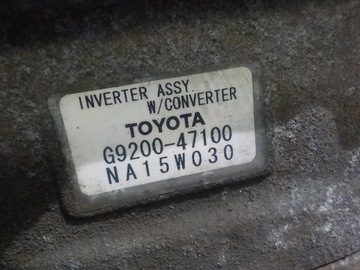 INVERTER ASSY.
W/CONVERTER
TOYOTA
G9200-47100
NA15W030